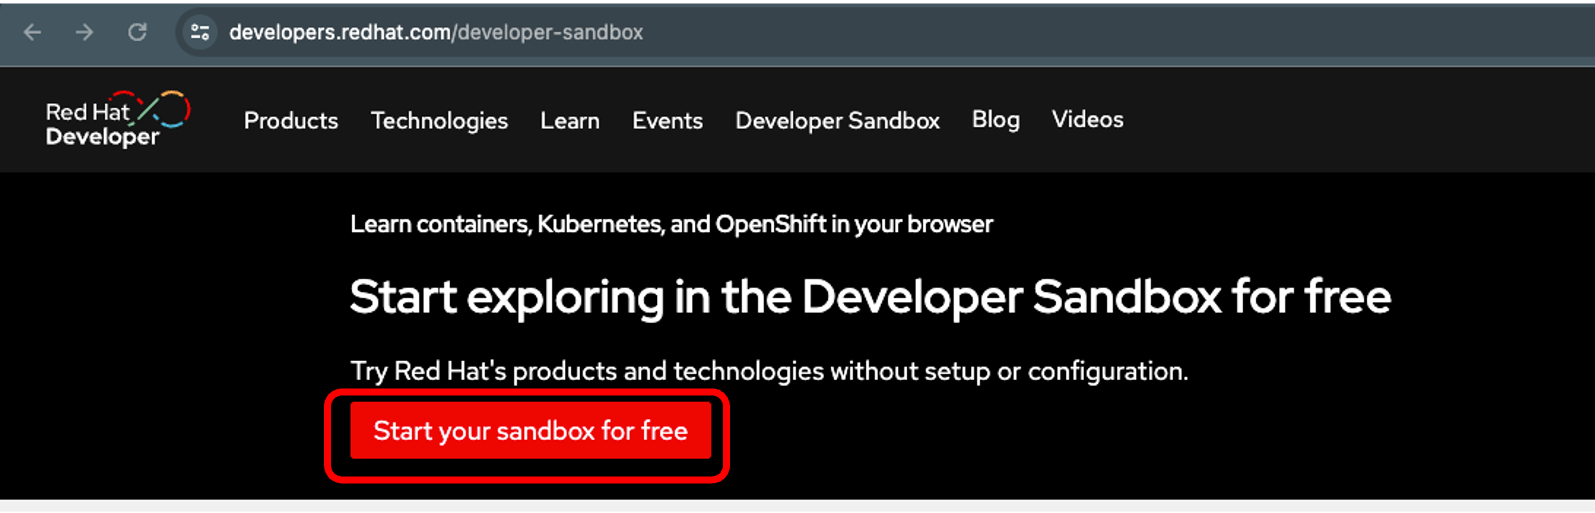 developers.redhat.com/developer-sandbox
Red Hat
Developer
Products Technologies Learn Events Developer Sandbox Blog Videos
Learn containers, Kubernetes, and OpenShift in your browser
Start exploring in the Developer Sandbox for free
Try Red Hat's products and technologies without setup or configuration.
Start your sandbox for free